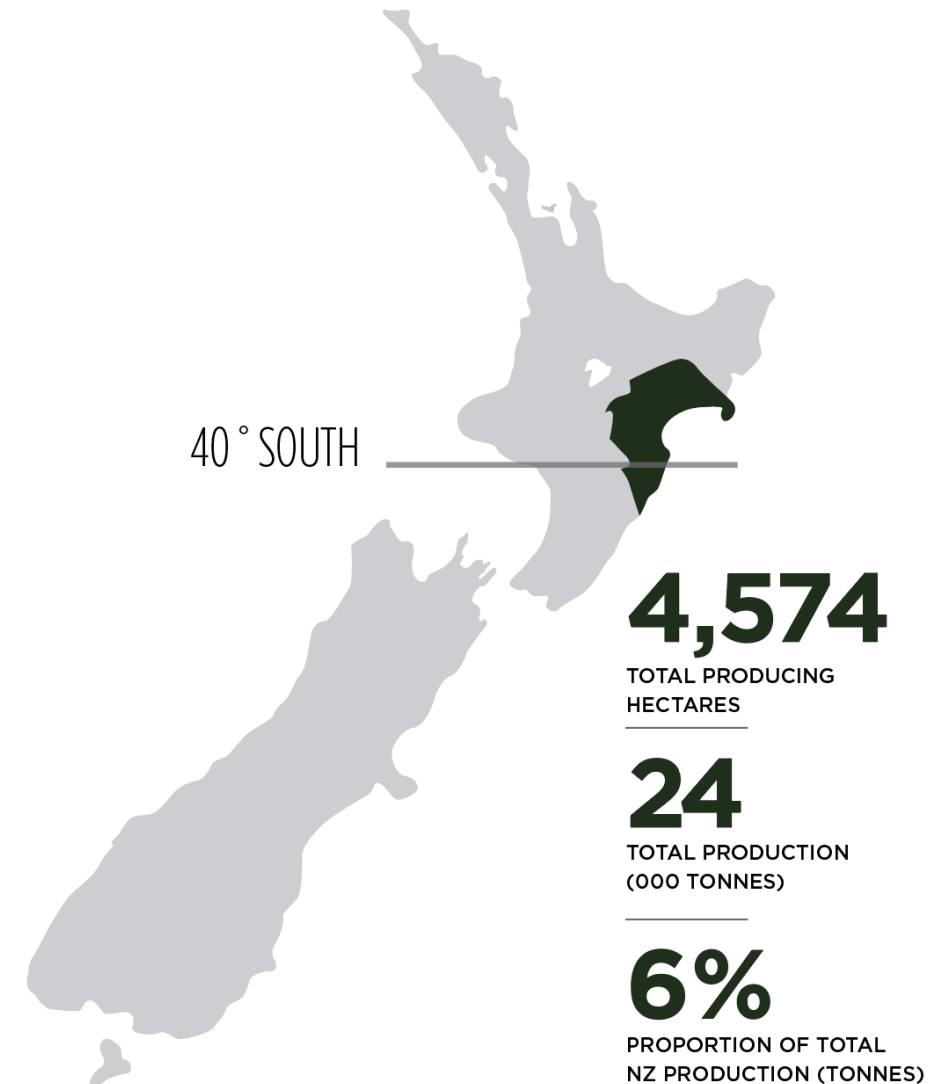 40° SOUTH
4,574
TOTAL PRODUCING
HECTARES
24
TOTAL PRODUCTION
(000 TONNES)
6%
PROPORTION OF TOTAL
NZ PRODUCTION (TONNES)